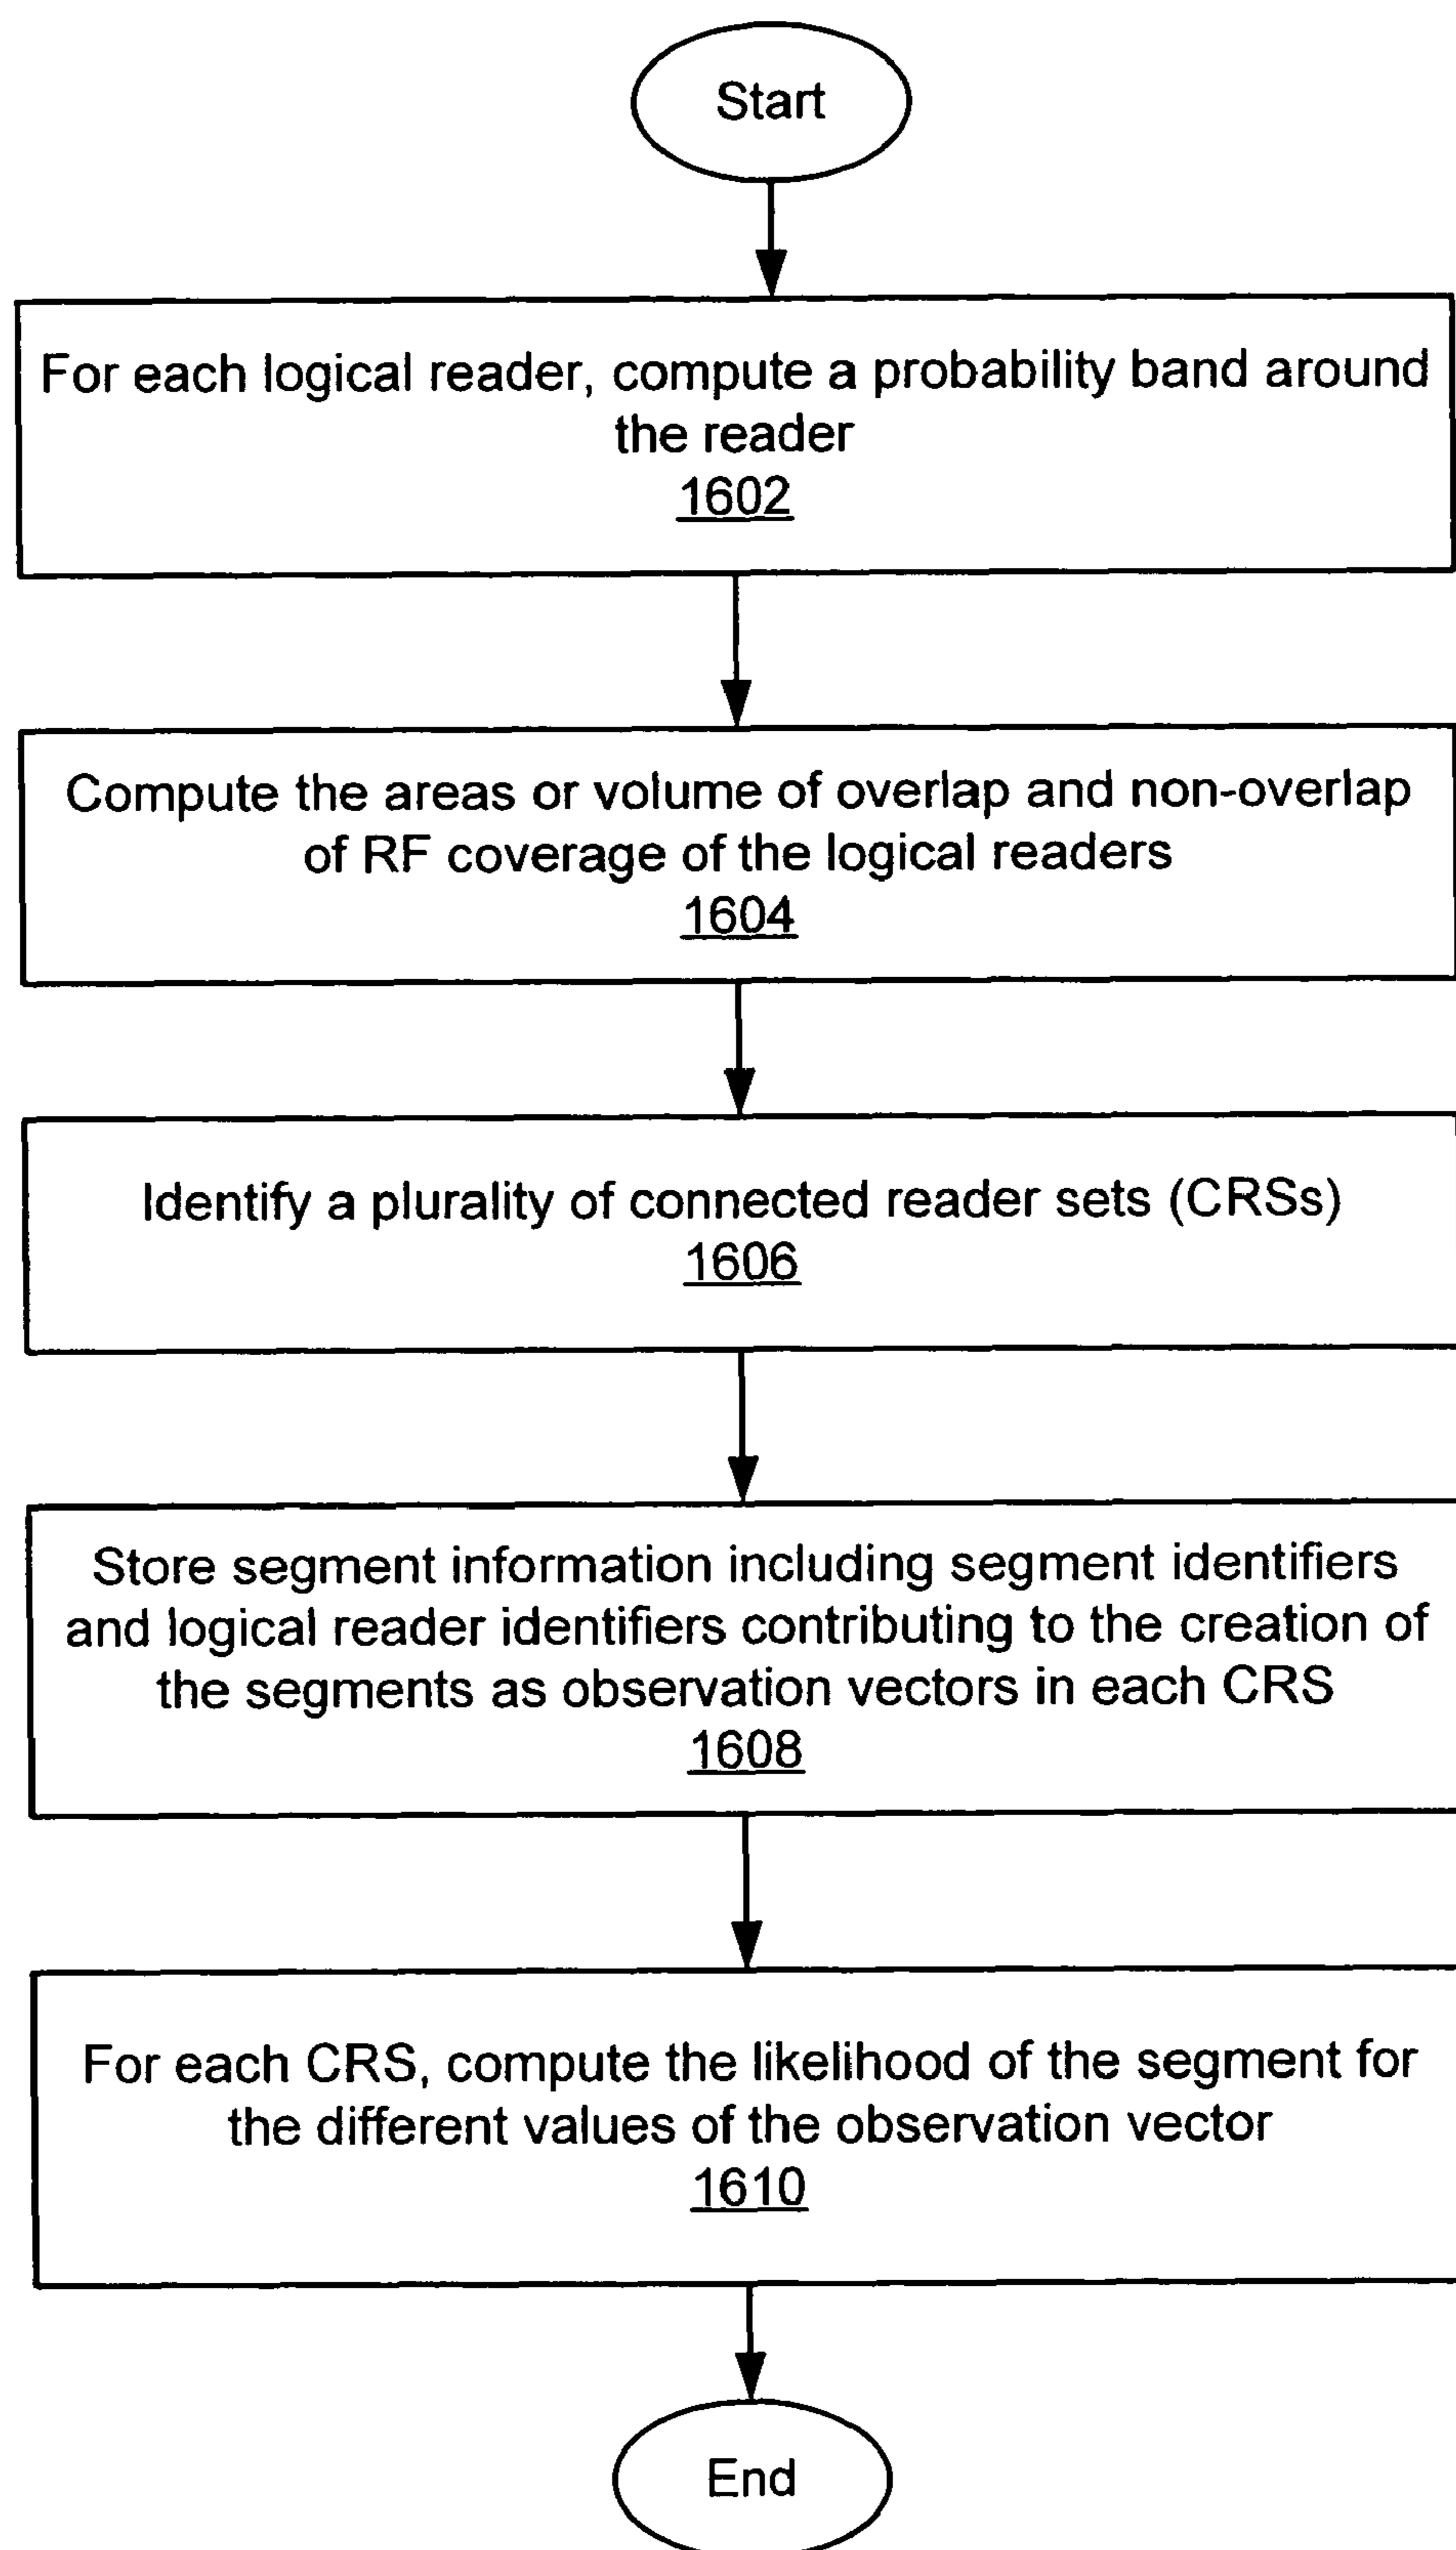 Start
For each logical reader, compute a probability band around
the reader
1602
Compute the areas or volume of overlap and non-overlap
of RF coverage of the logical readers
1604
Identify a plurality of connected reader sets (CRSs)
1606
Store segment information including segment identifiers
and logical reader identifiers contributing to the creation of
the segments as observation vectors in each CRS
1608
For each CRS, compute the likelihood of the segment for
the different values of the observation vector
1610
End